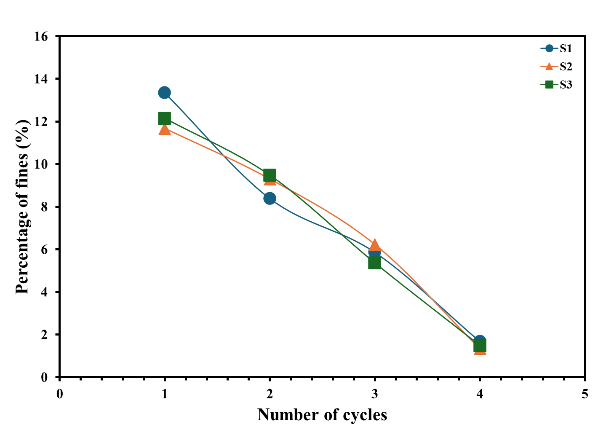 16
14
12
10
8
6
4
2
0
Percentage of fines (%)
S1
S2
S3
0 1 2 3 4 5
Number of cycles